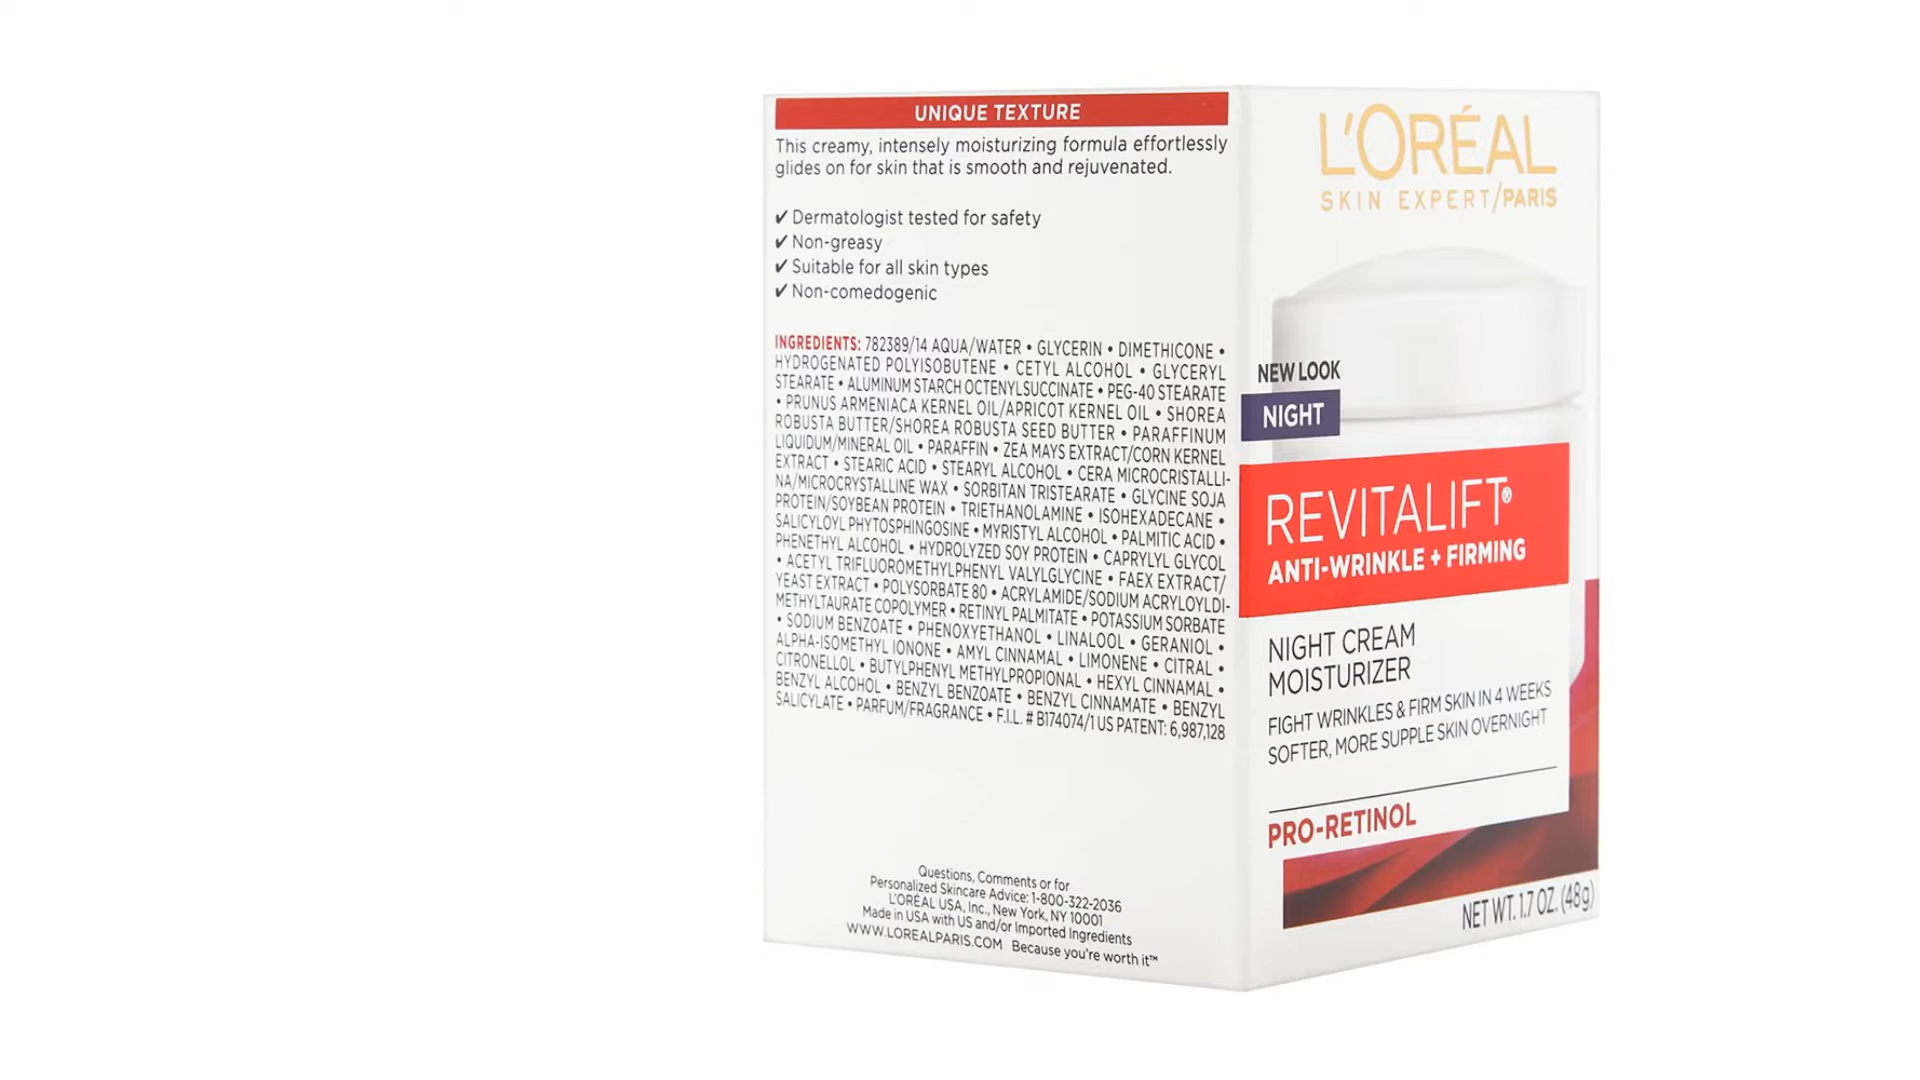 UNIQUE TEXTURE
This creamy, intensely moisturizing formula effortlessly
glides on for skin that is smooth and rejuvenated.
✔ Dermatologist tested for safety
✔ Non-greasy
✔ Suitable for all skin types
✔ Non-comedogenic
INGREDIENTS: 782389/14 AQUA/WATER • GLYCERIN • DIMETHICONE •
HYDROGENATED POLYISOBUTENE • CETYL ALCOHOL • GLYCERYL
STEARATE • ALUMINUM STARCH OCTENYLSUCCINATE • PEG-40 STEARATE
• PRUNUS ARMENIACA KERNEL OIL/APRICOT KERNEL OIL • SHOREA
ROBUSTA BUTTER/SHOREA ROBUSTA SEED BUTTER • PARAFFINUM
LIQUIDUM/MINERAL OIL • PARAFFIN • ZEA MAYS EXTRACT/CORN KERNEL
EXTRACT • STEARIC ACID • STEARYL ALCOHOL • CERA MICROCRISTALLI-
NA/MICROCRYSTALLINE WAX • SORBITAN TRISTEARATE • GLYCINE SOJA
PROTEIN/SOYBEAN PROTEIN • TRIETHANOLAMINE • ISOHEXADECANE •
SALICYLOYL PHYTOSPHINGOSINE • MYRISTYL ALCOHOL • PALMITIC ACID •
PHENETHYL ALCOHOL • HYDROLYZED SOY PROTEIN • CAPRYLYL GLYCOL
• ACETYL TRIFLUOROMETHYLPHENYL VALYLGLYCINE • FAEX EXTRACT/
YEAST EXTRACT • POLYSORBATE 80 • ACRYLAMIDE/SODIUM ACRYLOYLDI-
METHYLTAURATE COPOLYMER • RETINYL PALMITATE • POTASSIUM SORBATE
• SODIUM BENZOATE • PHENOXYETHANOL • LINALOOL • GERANIOL •
ALPHA-ISOMETHYL IONONE • AMYL CINNAMAL • LIMONENE • CITRAL •
CITRONELLOL • BUTYLPHENYL METHYLPROPIONAL • HEXYL CINNAMAL •
BENZYL ALCOHOL • BENZYL BENZOATE • BENZYL CINNAMATE • BENZYL
SALICYLATE • PARFUM/FRAGRANCE • F.I.L. # B174074/1 US PATENT: 6,987,128
Questions, Comments or for
Personalized Skincare Advice: 1-800-322-2036
L'ORÉAL USA, Inc., New York, NY 10001
Made in USA with US and/or Imported Ingredients
WWW.LOREALPARIS.COM Because you're worth it™
L'ORÉAL
SKIN EXPERT/PARIS
NEW LOOK
NIGHT
REVITALIFT®
ANTI-WRINKLE + FIRMING
NIGHT CREAM
MOISTURIZER
FIGHT WRINKLES & FIRM SKIN IN 4 WEEKS
SOFTER, MORE SUPPLE SKIN OVERNIGHT
PRO-RETINOL
NET WT. 1.7 OZ. (48g)